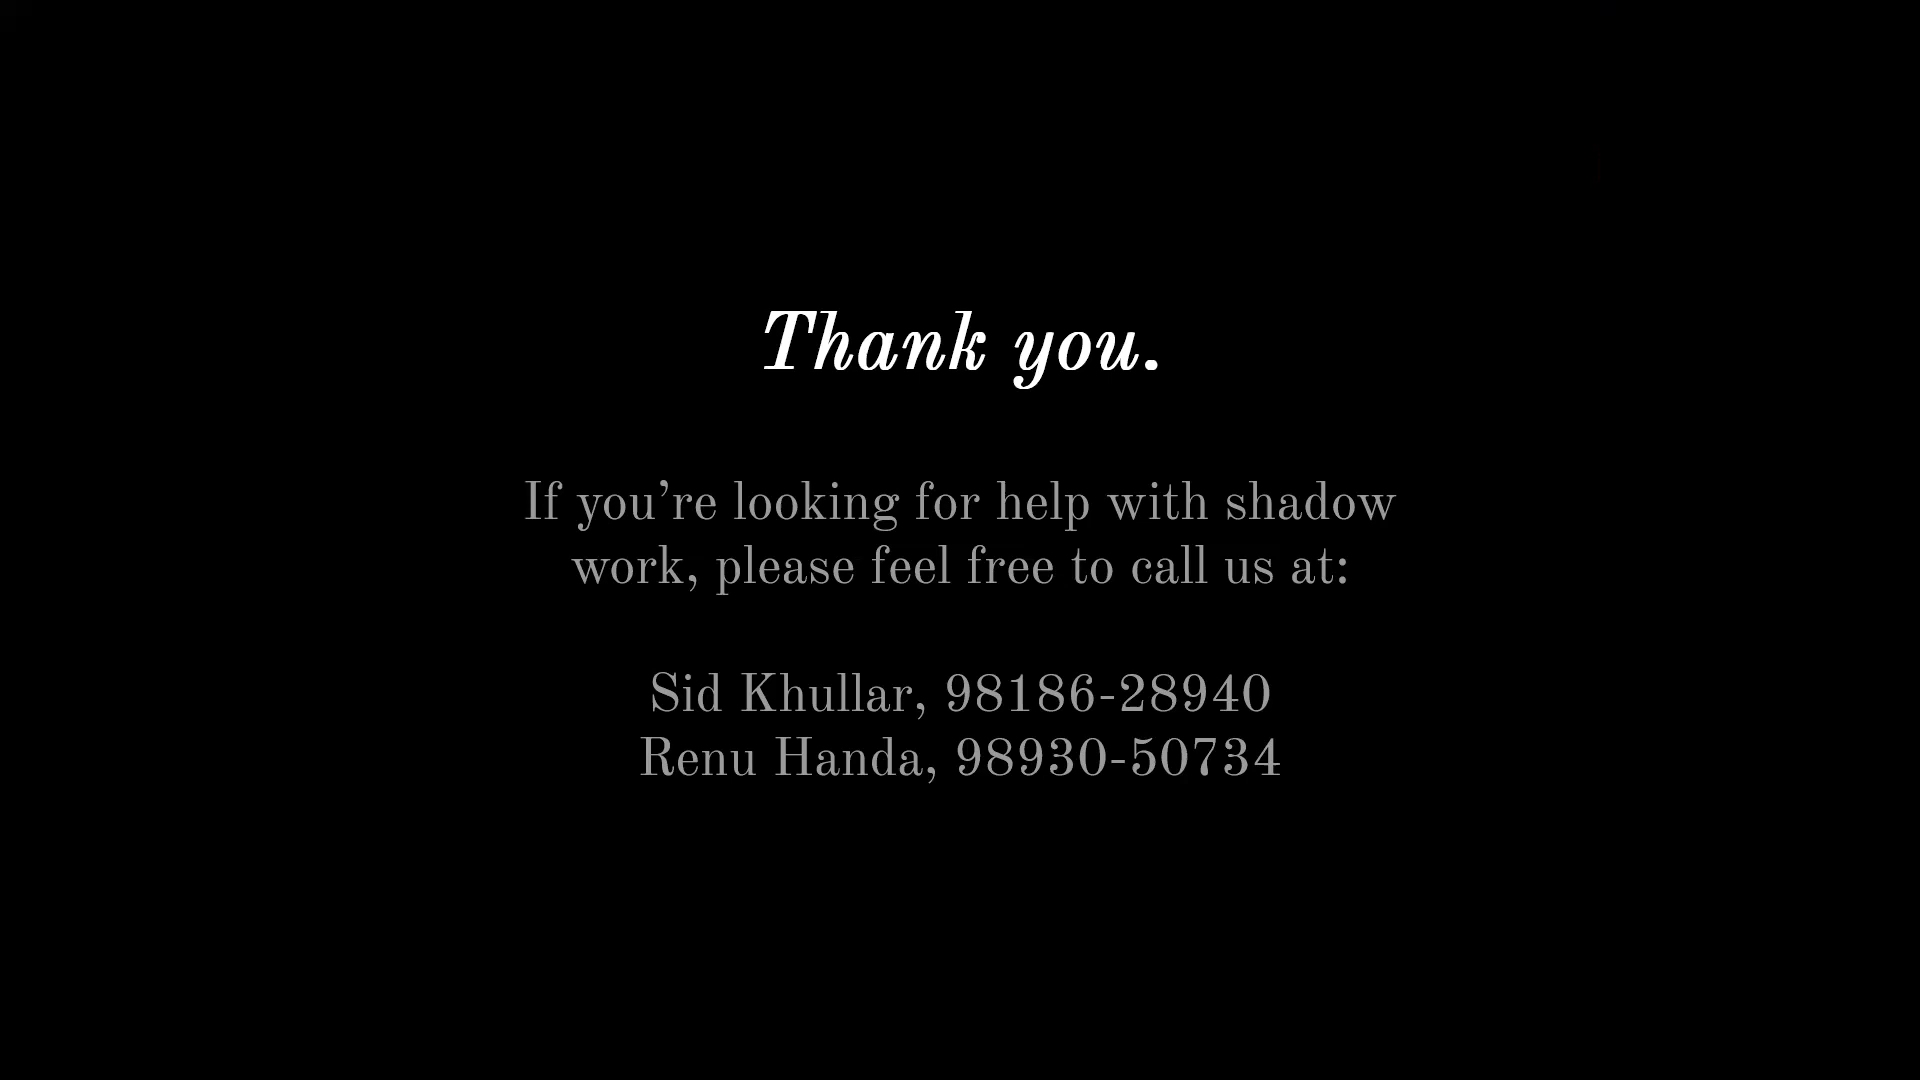 Thank you.
If you’re looking for help with shadow
work, please feel free to call us at:
Sid Khullar, 98186-28940
Renu Handa, 98930-50734